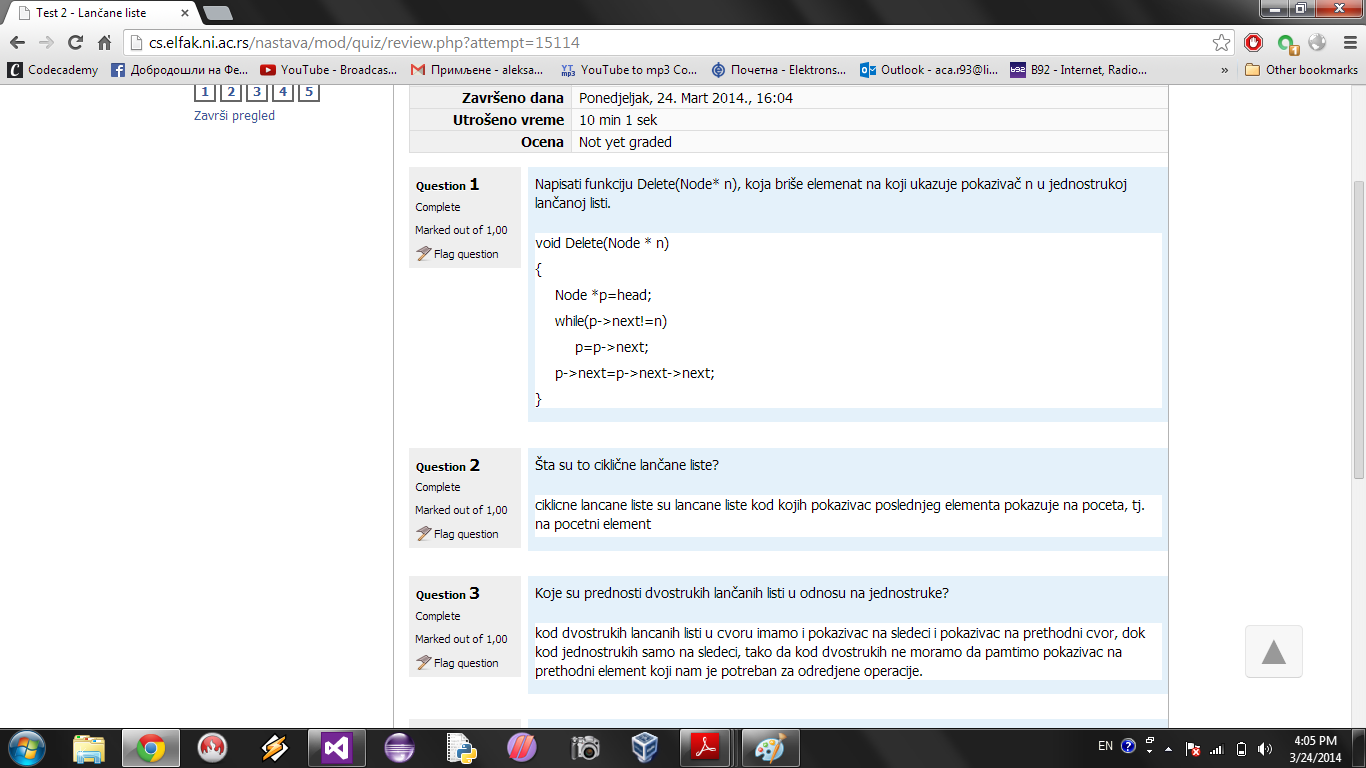 Test 2 - Lančane liste
cs.elfak.ni.ac.rs/nastava/mod/quiz/review.php?attempt=15114
Codecademy
Добродошли на Фе...
YouTube - Broadcas...
Примљене - aleksa...
YouTube to mp3 Co...
Почетна - Elektrons...
Outlook - aca.r93@li...
B92 - Internet, Radio...
»
Other bookmarks
1 2 3 4 5
Završi pregled
Završeno dana Ponedjeljak, 24. Mart 2014., 16:04
Utrošeno vreme 10 min 1 sek
Ocena Not yet graded
Question 1
Complete
Marked out of 1,00
Flag question
Napisati funkciju Delete(Node* n), koja briše elemenat na koji ukazuje pokazivač n u jednostrukoj
lančanoj listi.
void Delete(Node * n)
{
Node *p=head;
while(p->next!=n)
p=p->next;
p->next=p->next->next;
}
Question 2
Complete
Marked out of 1,00
Flag question
Šta su to ciklične lančane liste?
ciklicne lancane liste su lancane liste kod kojih pokazivac poslednjeg elementa pokazuje na poceta, tj.
na pocetni element
Question 3
Complete
Marked out of 1,00
Flag question
Koje su prednosti dvostrukih lančanih listi u odnosu na jednostruke?
kod dvostrukih lancanih listi u cvoru imamo i pokazivac na sledeci i pokazivac na prethodni cvor, dok
kod jednostrukih samo na sledeci, tako da kod dvostrukih ne moramo da pamtimo pokazivac na
prethodni element koji nam je potreban za odredjene operacije.
EN
4:05 PM
3/24/2014